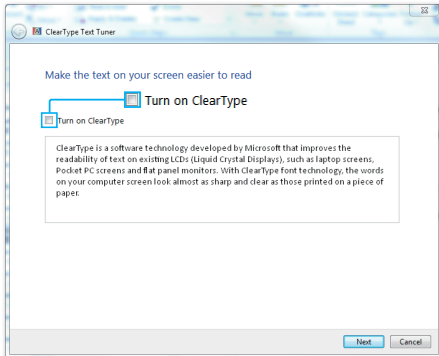 ClearType Text Tuner
Make the text on your screen easier to read
Turn on ClearType
Turn on ClearType
ClearType is a software technology developed by Microsoft that improves the
readability of text on existing LCDs (Liquid Crystal Displays), such as laptop screens,
Pocket PC screens and flat panel monitors. With ClearType font technology, the words
on your computer screen look almost as sharp and clear as those printed on a piece of
paper.
Next Cancel